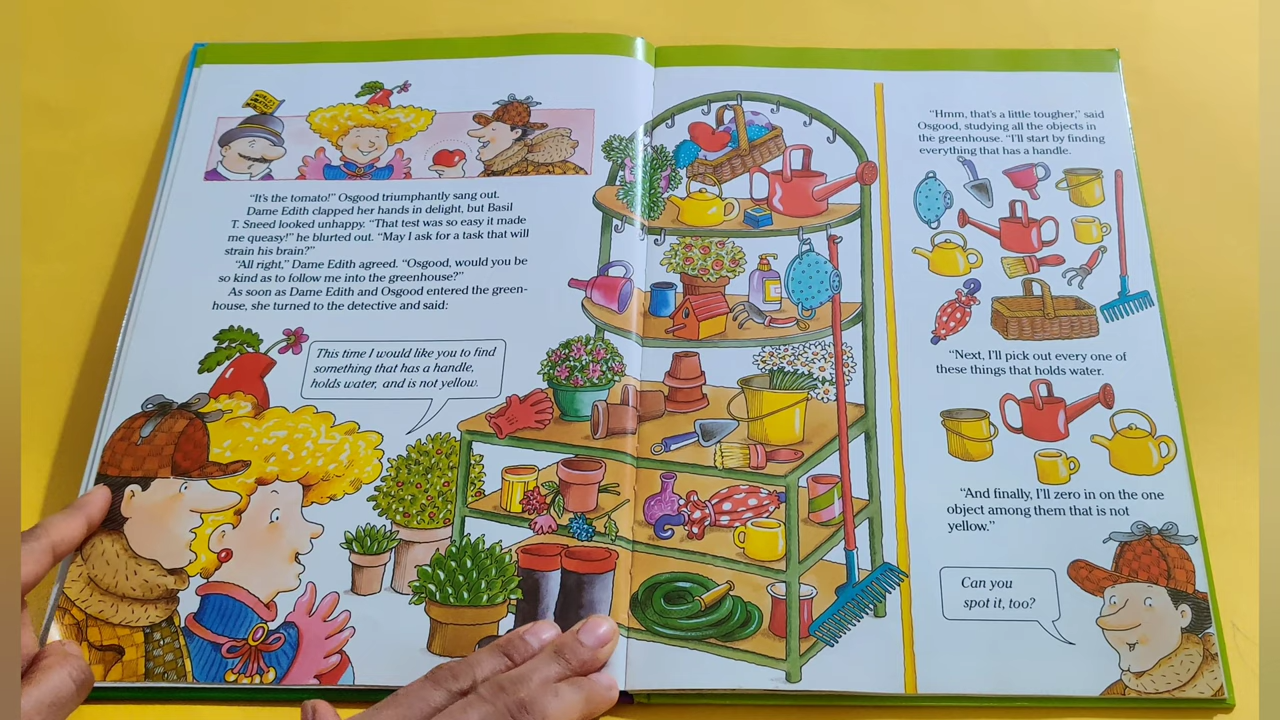 "It's the tomato!" Osgood triumphantly sang out.
Dame Edith clapped her hands in delight, but Basil
T. Sneed looked unhappy. "That test was so easy it made
me queasy!" he blurted out. "May I ask for a task that will
strain his brain?"
"All right," Dame Edith agreed. "Osgood, would you be
so kind as to follow me into the greenhouse?"
As soon as Dame Edith and Osgood entered the green-
house, she turned to the detective and said:
This time I would like you to find
something that has a handle,
holds water, and is not yellow.
"Hmm, that's a little tougher," said
Osgood, studying all the objects in
the greenhouse. "I'll start by finding
everything that has a handle.
"Next, I'll pick out every one of
these things that holds water.
"And finally, I'll zero in on the one
object among them that is not
yellow."
Can you
spot it, too?